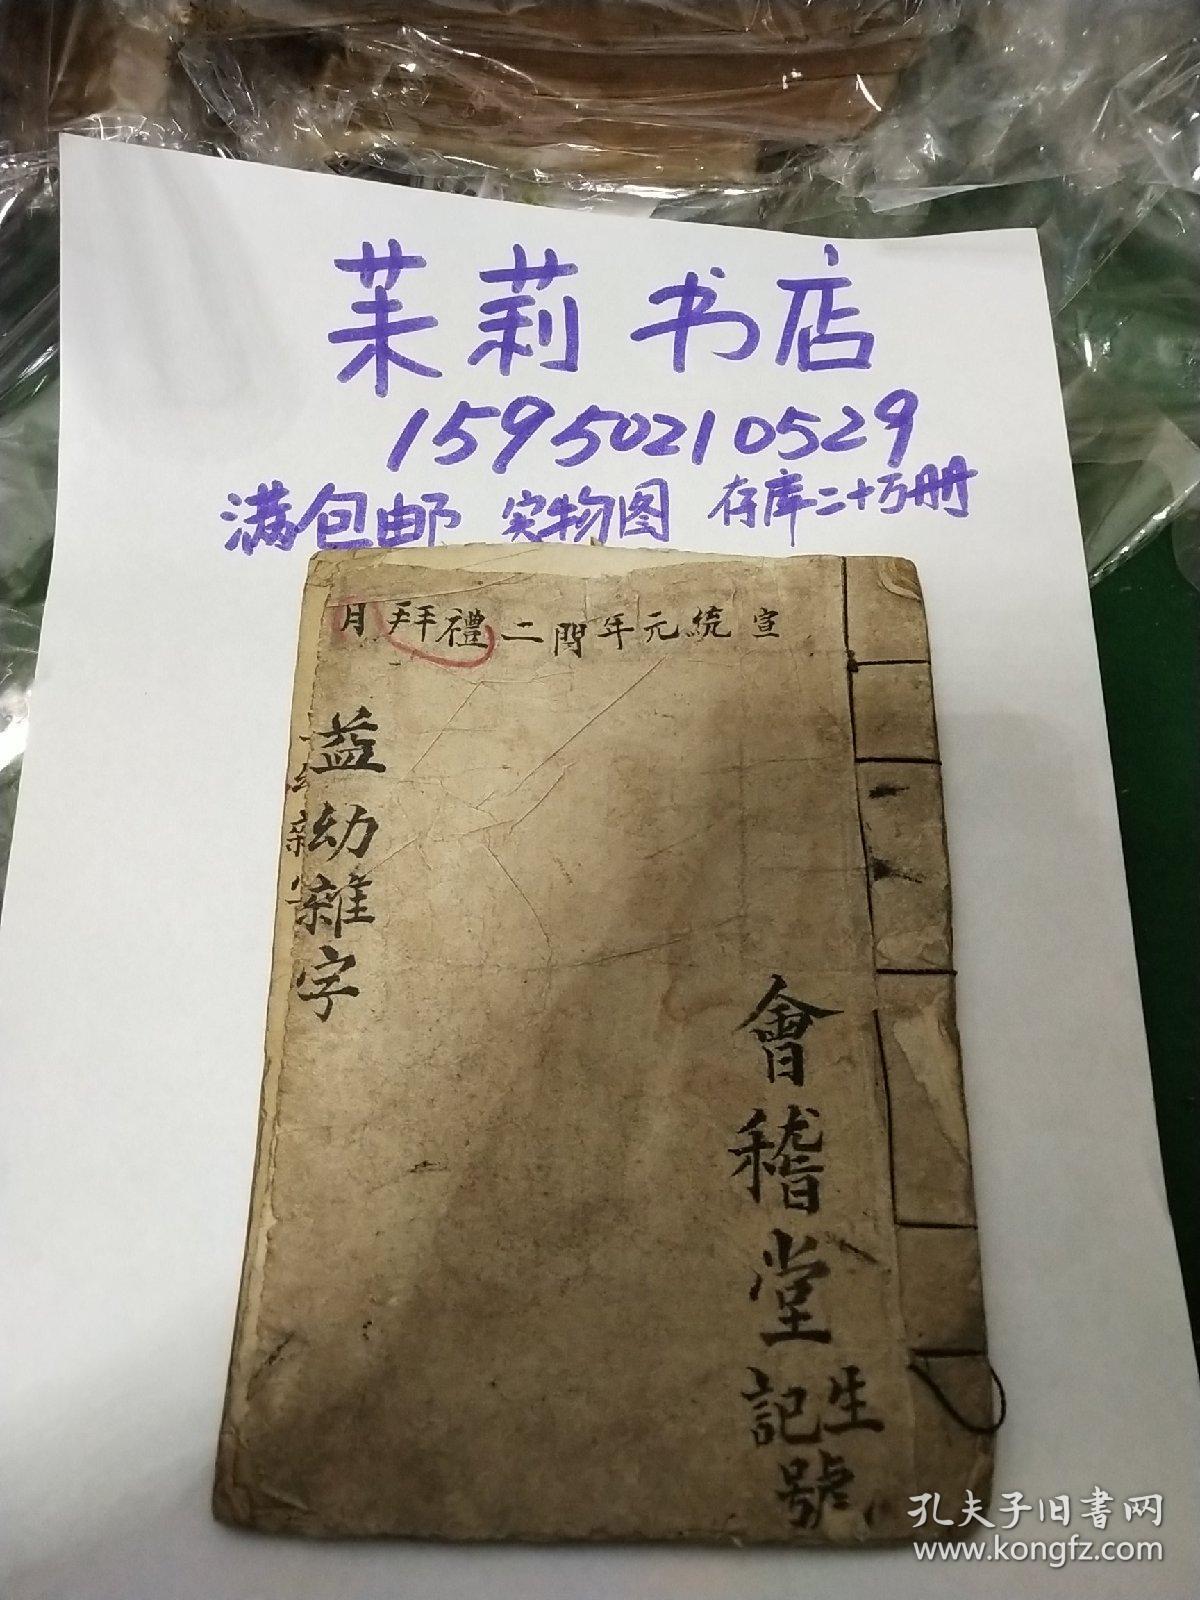 茉莉书店
15950210529
满包邮 实物图 存库二十万册
宣統元年閏二禮拜月
益幼雜字
會稽堂
生記號
孔夫子旧書网
www.kongfz.com